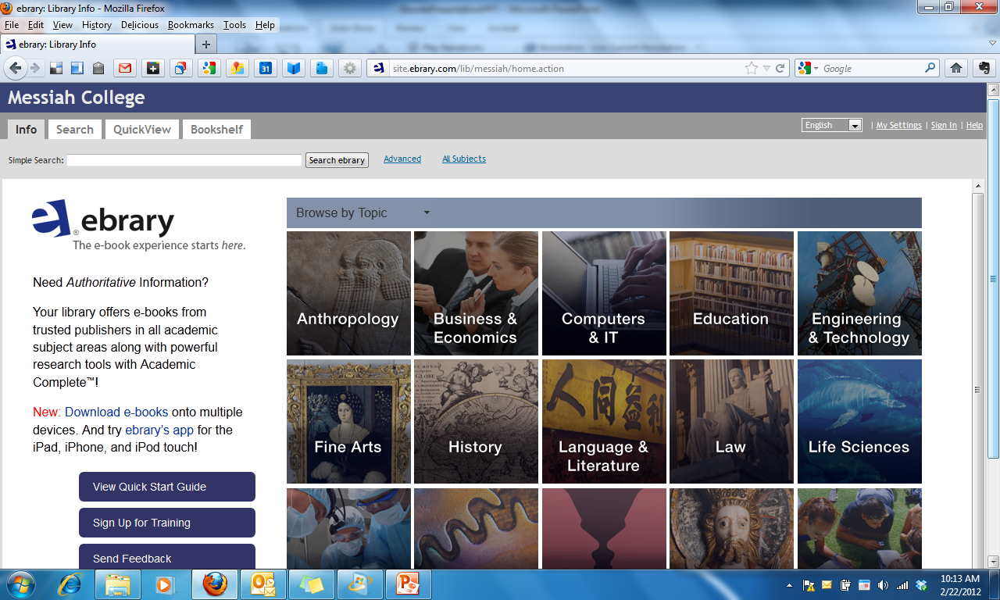 ebrary: Library Info - Mozilla Firefox
File Edit View History Delicious Bookmarks Tools Help
ebrary: Library Info
31
site.ebrary.com/lib/messiah/home.action
Google
Messiah College
Info Search QuickView Bookshelf
English | My Settings | Sign In | Help
Simple Search: Search ebrary Advanced All Subjects
ebrary®
The e-book experience starts here.
Need Authoritative Information?
Your library offers e-books from
trusted publishers in all academic
subject areas along with powerful
research tools with Academic
Complete™!
New: Download e-books onto multiple
devices. And try ebrary's app for the
iPad, iPhone, and iPod touch!
View Quick Start Guide
Sign Up for Training
Send Feedback
Browse by Topic
Anthropology
Business &
Economics
Computers
& IT
Education
Engineering
& Technology
Fine Arts
History
Language &
Literature
人間益利
Law
Life Sciences
10:13 AM
2/22/2012